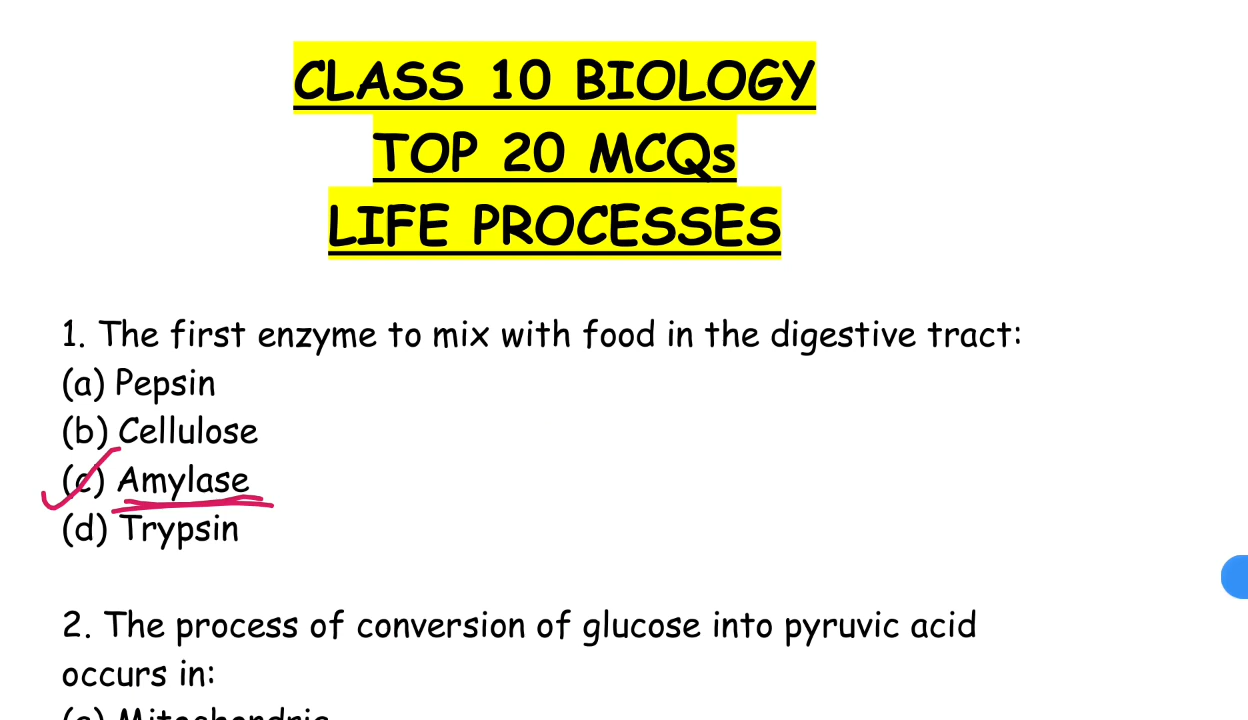 CLASS 10 BIOLOGY
TOP 20 MCQs
LIFE PROCESSES
1. The first enzyme to mix with food in the digestive tract:
(a) Pepsin
(b) Cellulose
(c) Amylase
(d) Trypsin
2. The process of conversion of glucose into pyruvic acid
occurs in:
(a) Mitochondria